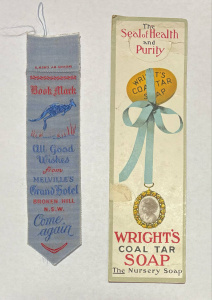 Book Mark
All Good
Wishes
from
MELVILLE'S
Grand Hotel
BROKEN HILL
N.S.W.
Come
again
The
Seal of Health
and
Purity
WRIGHT'S
COAL TAR
SOAP
WRIGHT'S
COAL TAR
SOAP
The Nursery Soap